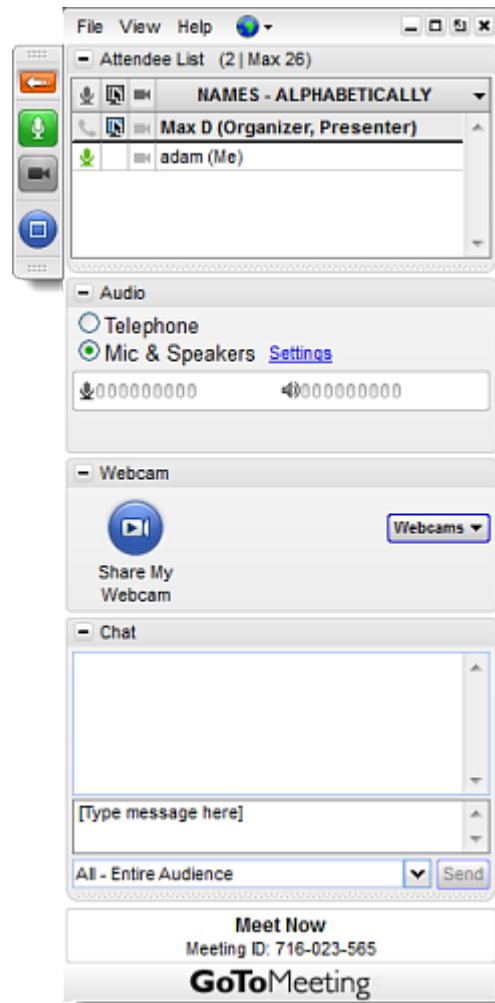 File View Help
Attendee List (2 | Max 26)
NAMES - ALPHABETICALLY
Max D (Organizer, Presenter)
adam (Me)
Audio
Telephone
Mic & Speakers Settings
000000000 000000000
Webcam
Webcams
Share My
Webcam
Chat
[Type message here]
All - Entire Audience Send
Meet Now
Meeting ID: 716-023-565
GoToMeeting